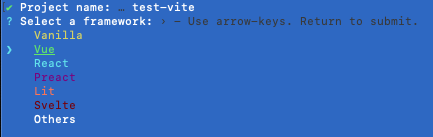 ✔ Project name: … test-vite
? Select a framework: › - Use arrow-keys. Return to submit.
Vanilla
❯ Vue
React
Preact
Lit
Svelte
Others